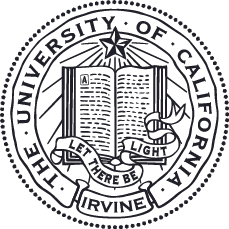 · THE · UNIVERSITY · OF · CALIFORNIA ·
A
LET THERE BE LIGHT
IRVINE